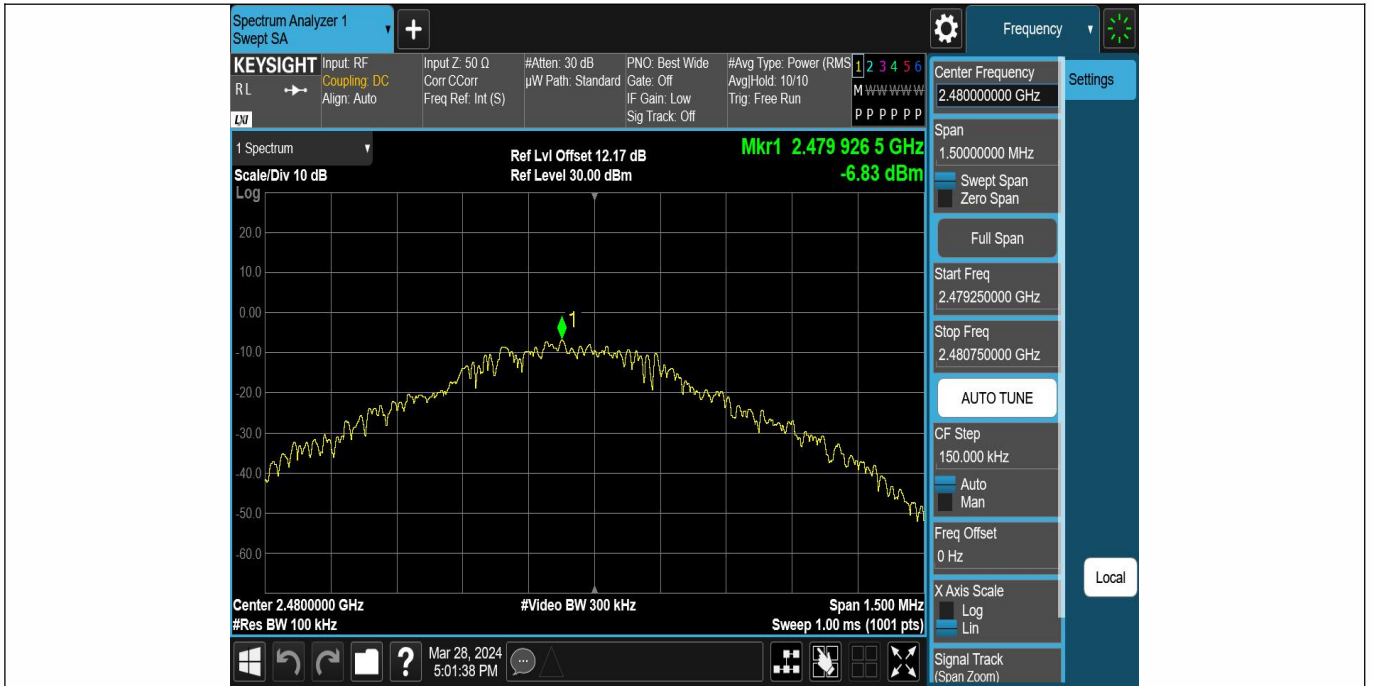 Spectrum Analyzer 1
Swept SA
+
Frequency
KEYSIGHT
RL
LXI
Input: RF
Coupling: DC
Align: Auto
Input Z: 50 Ω
Corr CCorr
Freq Ref: Int (S)
#Atten: 30 dB
µW Path: Standard
PNO: Best Wide
Gate: Off
IF Gain: Low
Sig Track: Off
#Avg Type: Power (RMS
Avg|Hold: 10/10
Trig: Free Run
1 2 3 4 5 6
M W W W W W
P P P P P P
1 Spectrum
Scale/Div 10 dB
Ref Lvl Offset 12.17 dB
Ref Level 30.00 dBm
Mkr1 2.479 926 5 GHz
-6.83 dBm
Log
20.0
10.0
0.00
-10.0
-20.0
-30.0
-40.0
-50.0
-60.0
1
Center 2.4800000 GHz
#Res BW 100 kHz
#Video BW 300 kHz
Span 1.500 MHz
Sweep 1.00 ms (1001 pts)
Mar 28, 2024
5:01:38 PM
?
Center Frequency
2.480000000 GHz
Settings
Span
1.50000000 MHz
Swept Span
Zero Span
Full Span
Start Freq
2.479250000 GHz
Stop Freq
2.480750000 GHz
AUTO TUNE
CF Step
150.000 kHz
Auto
Man
Freq Offset
0 Hz
X Axis Scale
Log
Lin
Local
Signal Track
(Span Zoom)